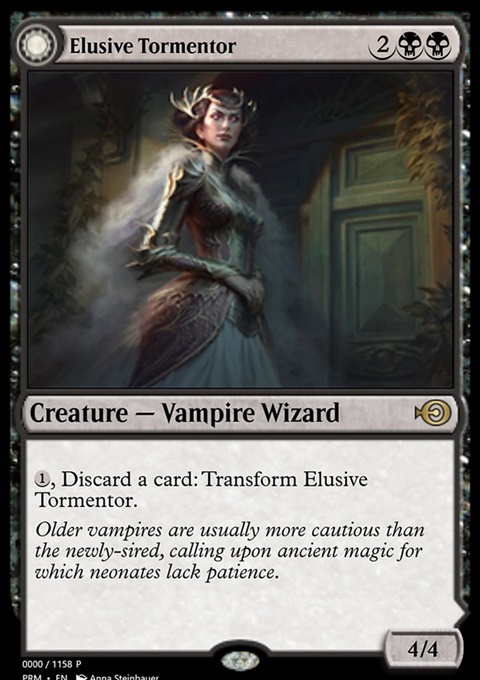 Elusive Tormentor 2
Creature — Vampire Wizard
1, Discard a card: Transform Elusive
Tormentor.
Older vampires are usually more cautious than
the newly-sired, calling upon ancient magic for
which neonates lack patience.
4/4
0000 / 1158 P
PRM • EN Anna Steinbauer